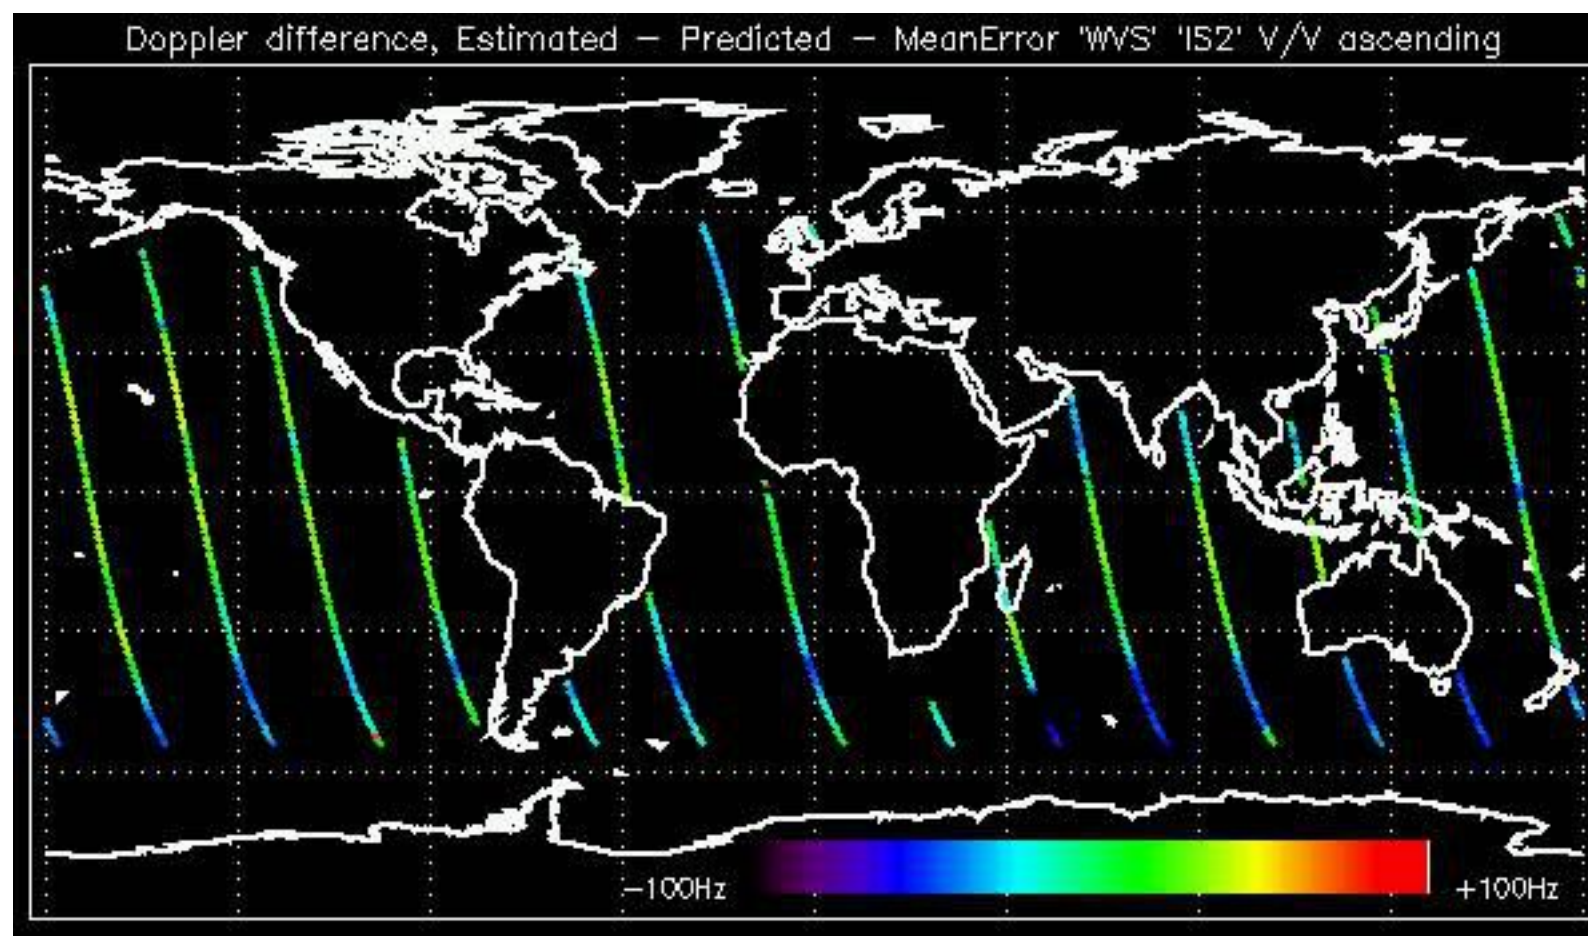 Doppler difference, Estimated – Predicted – MeanError 'WVS' 'IS2' V/V ascending
−100Hz
+100Hz